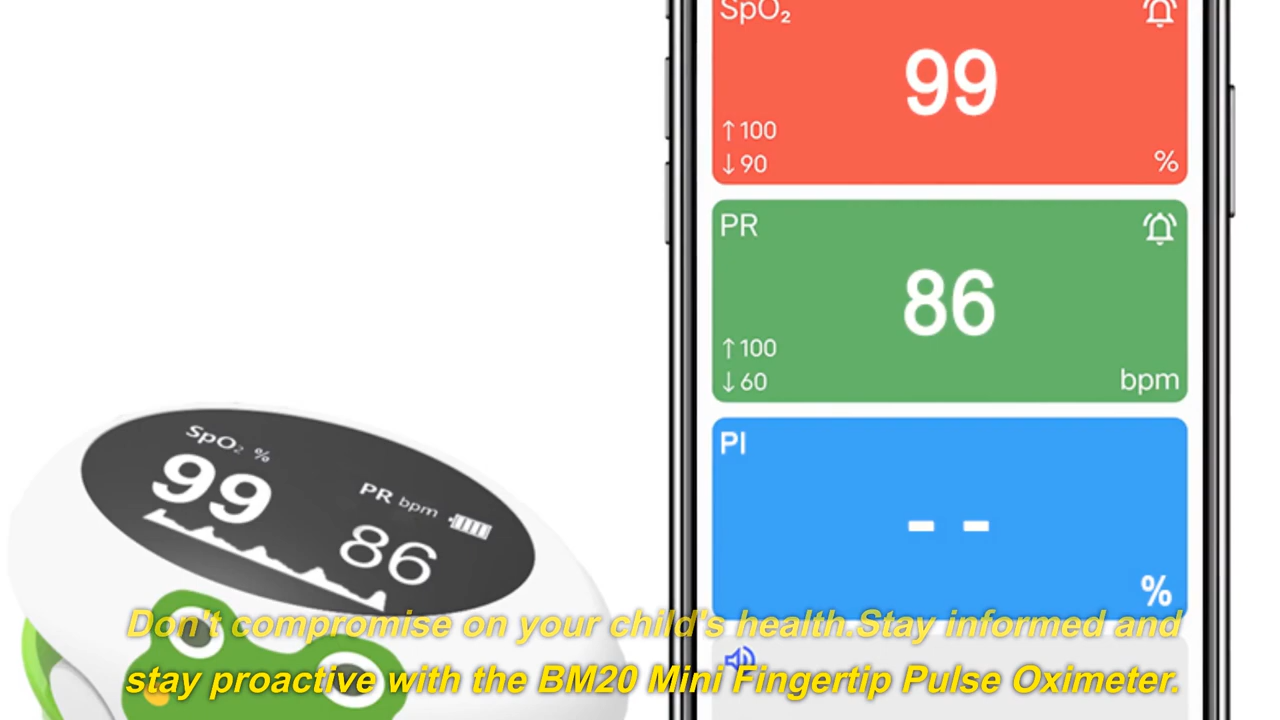 SpO₂
99
↑100
↓90
%
PR
86
↑100
↓60
bpm
PI
--
%
SpO₂ %
99
PR bpm
86
Don't compromise on your child's health.Stay informed and
stay proactive with the BM20 Mini Fingertip Pulse Oximeter.